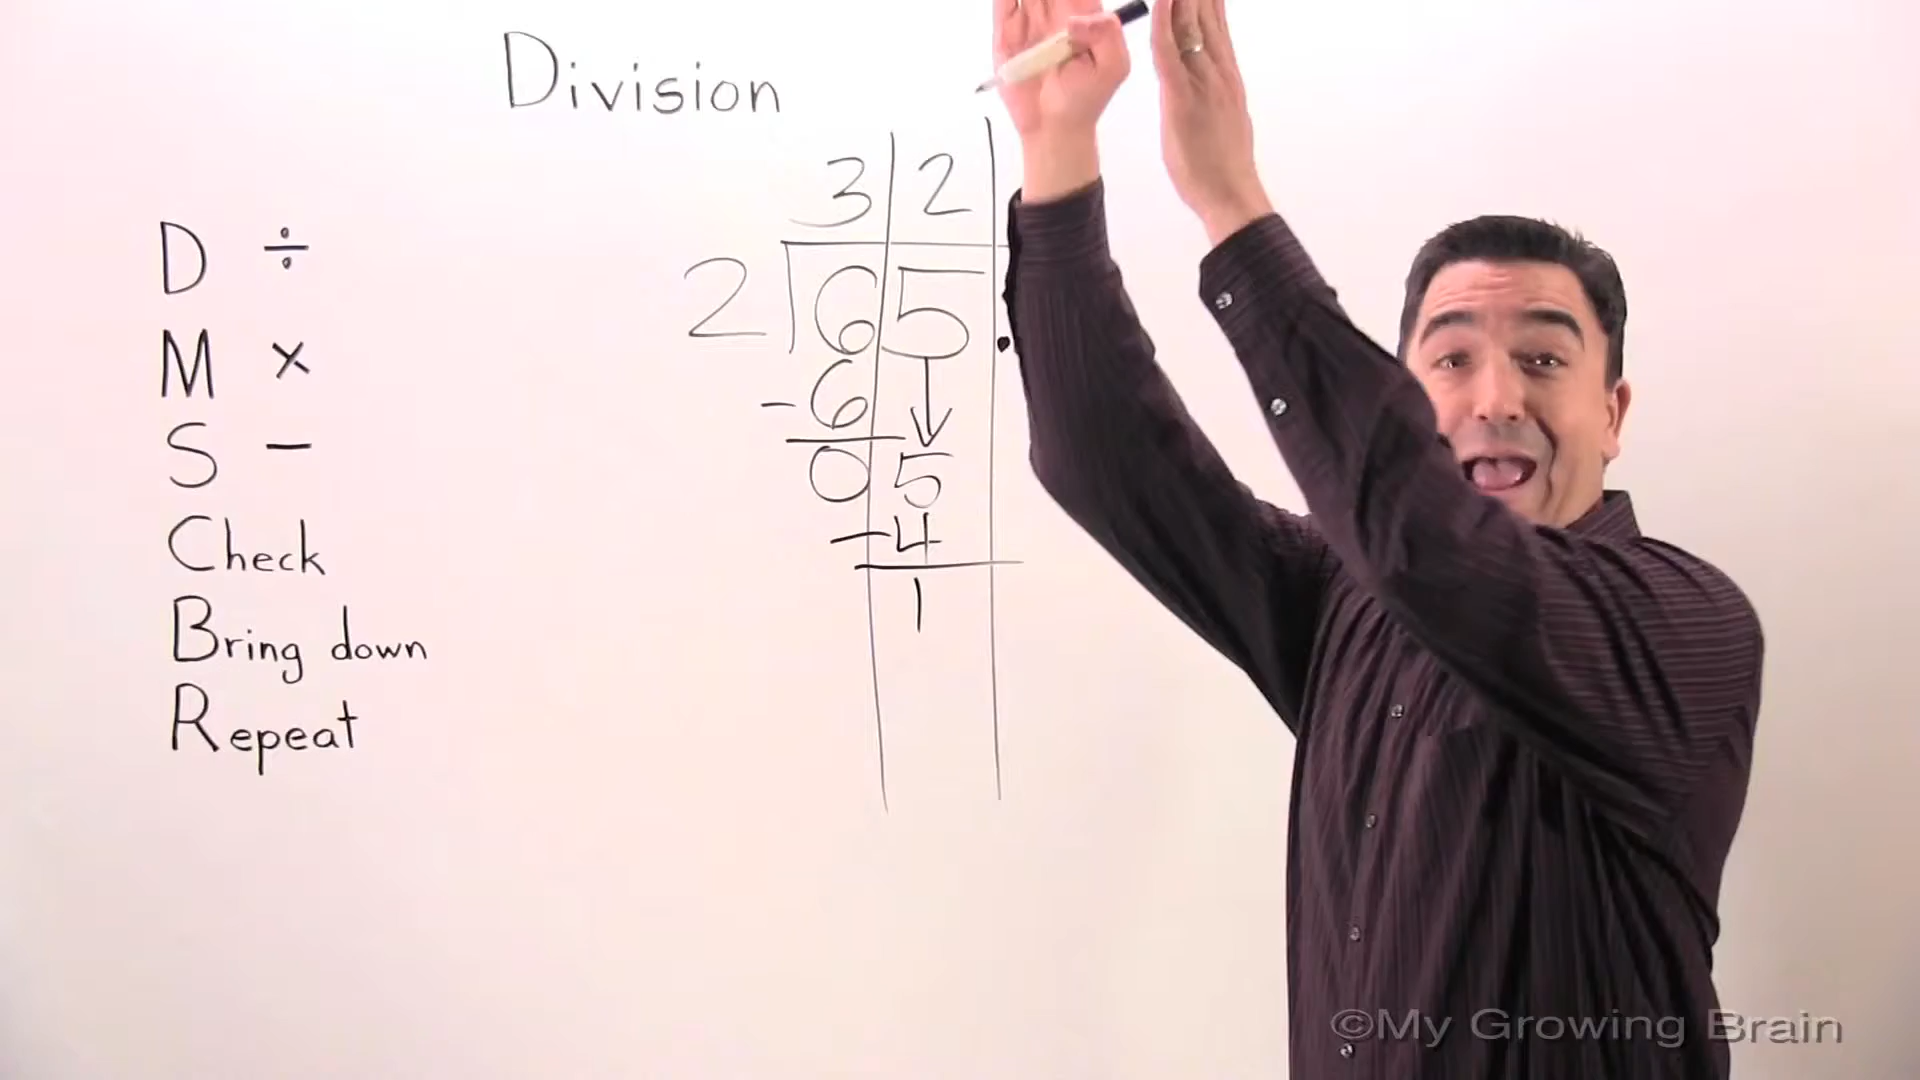 Division
D ÷
M ×
S −
Check
Bring down
Repeat
3 2
2 6 5 .
- 6
0 5
- 4
1
©My Growing Brain